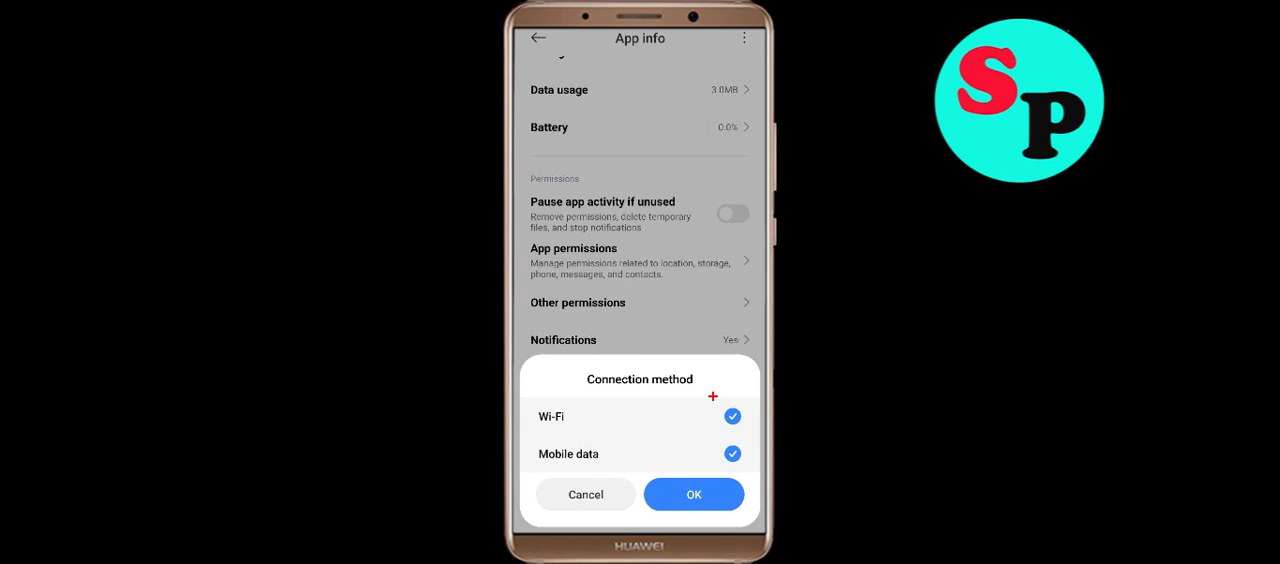 App info
Data usage 3.0MB
Battery 0.0%
Permissions
Pause app activity if unused
Remove permissions, delete temporary
files, and stop notifications
App permissions
Manage permissions related to location, storage,
phone, messages, and contacts.
Other permissions
Notifications Yes
Connection method
Wi-Fi
Mobile data
Cancel OK
HUAWEI
SP